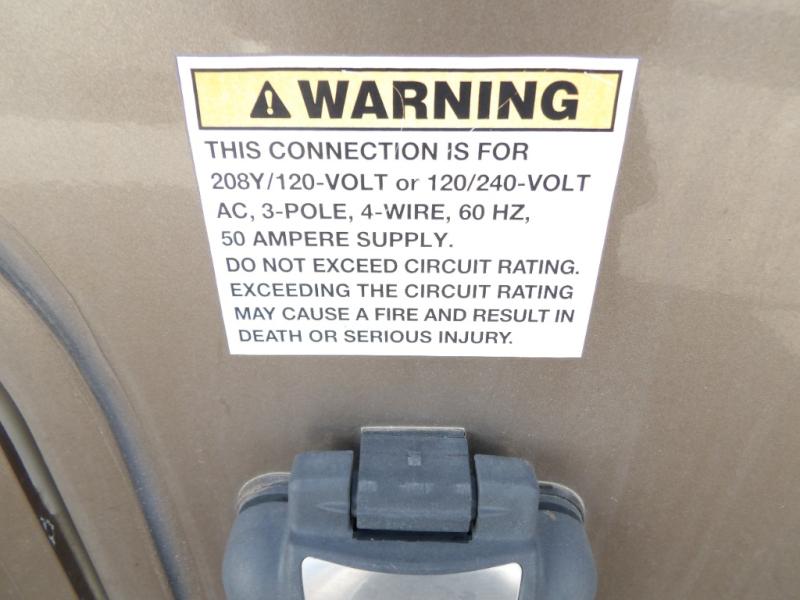 WARNING
THIS CONNECTION IS FOR
208Y/120-VOLT or 120/240-VOLT
AC, 3-POLE, 4-WIRE, 60 HZ,
50 AMPERE SUPPLY.
DO NOT EXCEED CIRCUIT RATING.
EXCEEDING THE CIRCUIT RATING
MAY CAUSE A FIRE AND RESULT IN
DEATH OR SERIOUS INJURY.